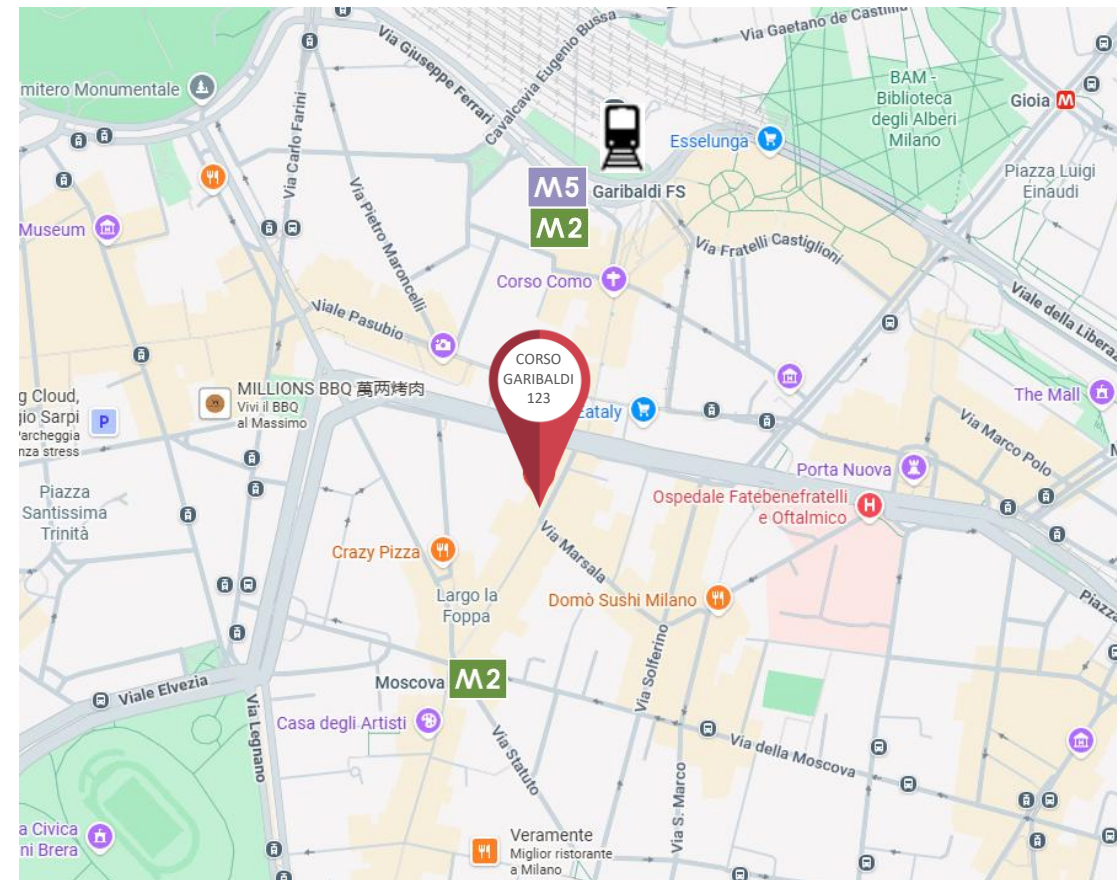 Via Gaetano de Castillia
Via Giuseppe Ferrari
Cavalcavia Eugenio Bussa
mitero Monumentale
Via Carlo Farini
BAM -
Biblioteca
degli Alberi
Milano
Gioia M
Esselunga
Piazza Luigi
Einaudi
M5
Garibaldi FS
M2
Museum
Via Pietro Maroncelli
Via Fratelli Castiglioni
Corso Como
Viale Pasubio
Viale della Liberaz
CORSO
GARIBALDI
123
MILLIONS BBQ 萬两烤肉
Vivi il BBQ
al Massimo
g Cloud,
gio Sarpi
Parcheggia
nza stress
P
Eataly
The Mall
Via Marco Polo
Porta Nuova
Ospedale Fatebenefratelli
e Oftalmico
H
Piazza
Santissima
Trinità
Crazy Pizza
Via Marsala
Largo la
Foppa
Domò Sushi Milano
Piazze
Via Solferino
Moscova M2
Viale Elvezia
Via Legnano
Casa degli Artisti
Via Statuto
Via della Moscova
Via S. Marco
a Civica
ni Brera
Veramente
Miglior ristorante
a Milano